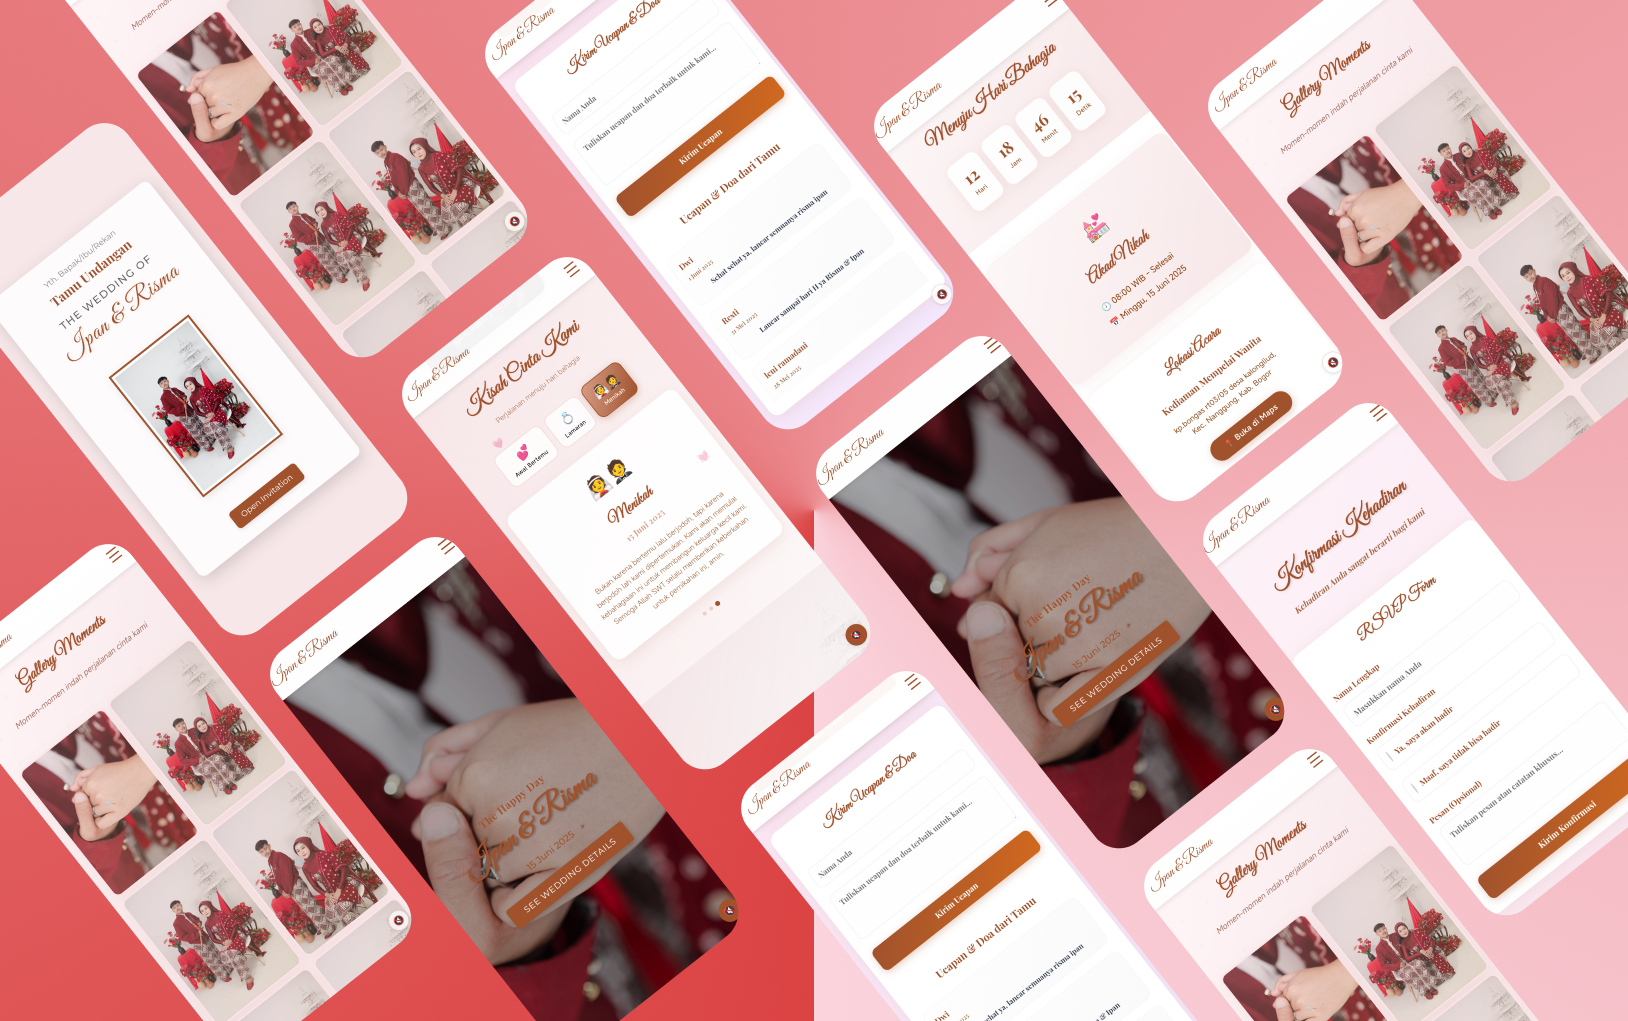 Momen-mom
Yth. Bapak/Ibu/Rekan
Tamu Undangan
THE WEDDING OF
Ipan & Risma
Open Invitation
Gallery Moments
Momen-momen indah perjalanan cinta kami
Ipan & Risma
The Happy Day
Ipan & Risma
15 Juni 2025
SEE WEDDING DETAILS
Ipan & Risma
Kisah Cinta Kami
Perjalanan menuju hari bahagia
Awal Bertemu
Lamaran
Menikah
Menikah
15 Juni 2025
Bukan karena bertemu lalu berjodoh, tapi karena
berjodoh lah kami dipertemukan. Kami akan memulai
kebahagiaan ini untuk membangun keluarga kecil kami.
Semoga Allah SWT selalu memberikan keberkahan
untuk pernikahan ini, amin.
Ipan & Risma
Kirim Ucapan & Doa
Nama Anda
Tuliskan ucapan dan doa terbaik untuk kami...
Kirim Ucapan
Ucapan & Doa dari Tamu
Dwi
1 Juni 2025
Sehat sehat ya, lancar semuanya risma ipan
Resti
31 Mei 2025
Lancar sampai hari H ya Risma & Ipan
leni ramadani
28 Mei 2025
Ipan & Risma
Menuju Hari Bahagia
12
Hari
18
Jam
46
Menit
15
Detik
Akad Nikah
08:00 WIB - Selesai
Minggu, 15 Juni 2025
Lokasi Acara
Kediaman Mempelai Wanita
kp.bongas rt03/05 desa kalongliud,
Kec. Nanggung, Kab. Bogor
Buka di Maps
Ipan & Risma
Gallery Moments
Momen-momen indah perjalanan cinta kami
Ipan & Risma
The Happy Day
Ipan & Risma
15 Juni 2025
SEE WEDDING DETAILS
Ipan & Risma
Kirim Ucapan & Doa
Nama Anda
Tuliskan ucapan dan doa terbaik untuk kami...
Kirim Ucapan
Ucapan & Doa dari Tamu
Dwi
2025
sehat ya, lancar semuanya risma ipan
& Ipan
Ipan & Risma
Konfirmasi Kehadiran
Kehadiran Anda sangat berarti bagi kami
RSVP Form
Nama Lengkap
Masukkan nama Anda
Konfirmasi Kehadiran
Ya, saya akan hadir
Maaf, saya tidak bisa hadir
Pesan (Opsional)
Tuliskan pesan atau catatan khusus...
Kirim Konfirmasi
Ipan & Risma
Gallery Moments
Momen-momen indah perjalanan cinta kami